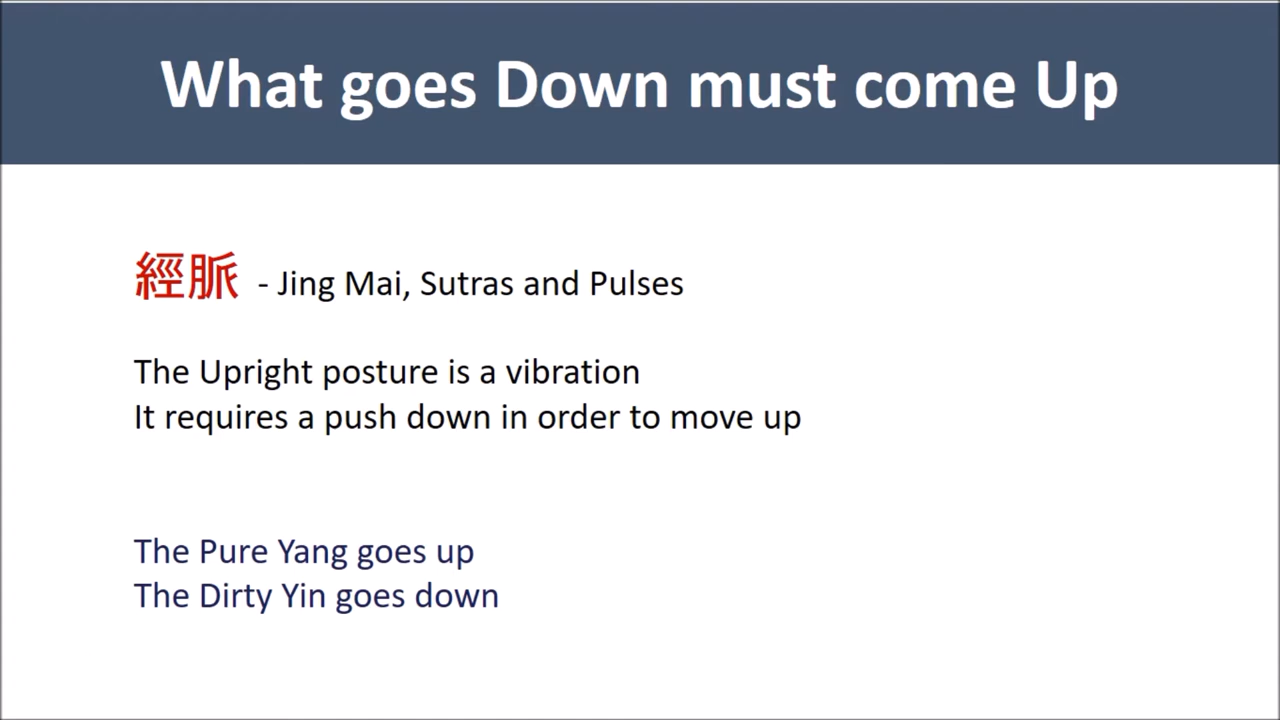 What goes Down must come Up
經脈 - Jing Mai, Sutras and Pulses
The Upright posture is a vibration
It requires a push down in order to move up
The Pure Yang goes up
The Dirty Yin goes down